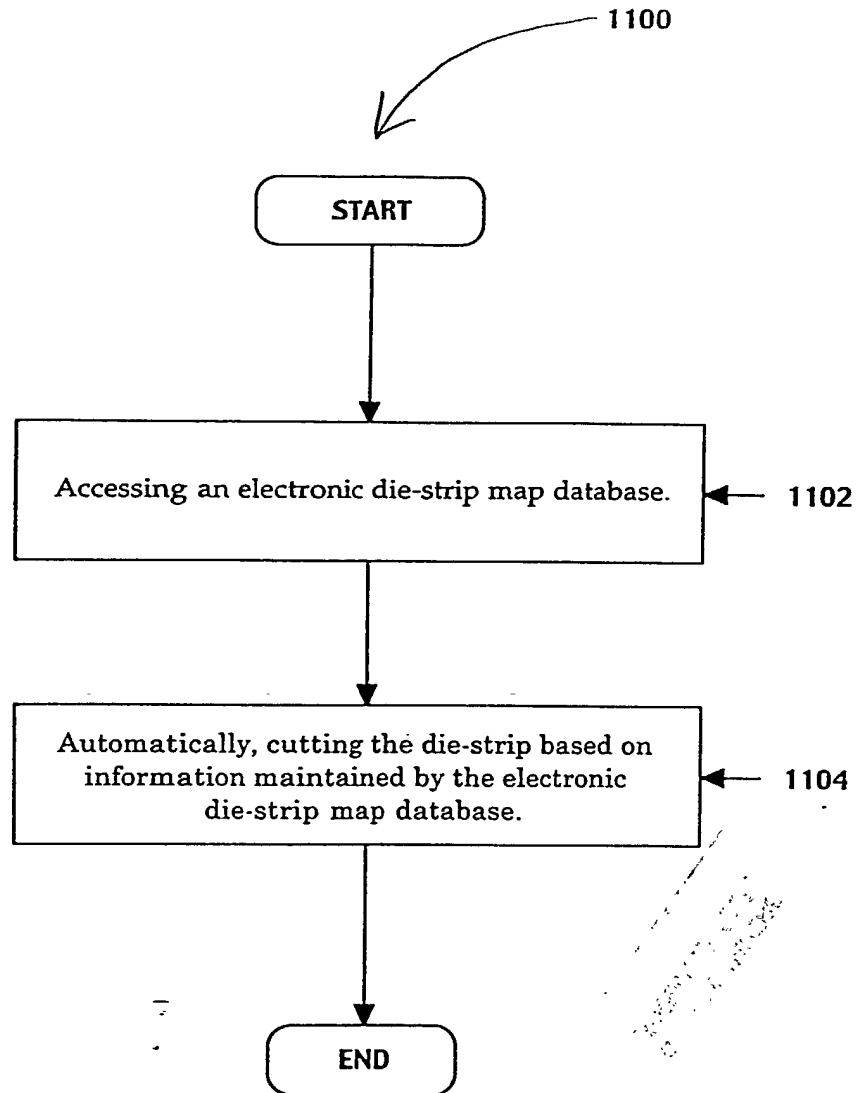 1100
START
Accessing an electronic die-strip map database.
1102
Automatically, cutting the die-strip based on
information maintained by the electronic
die-strip map database.
1104
END